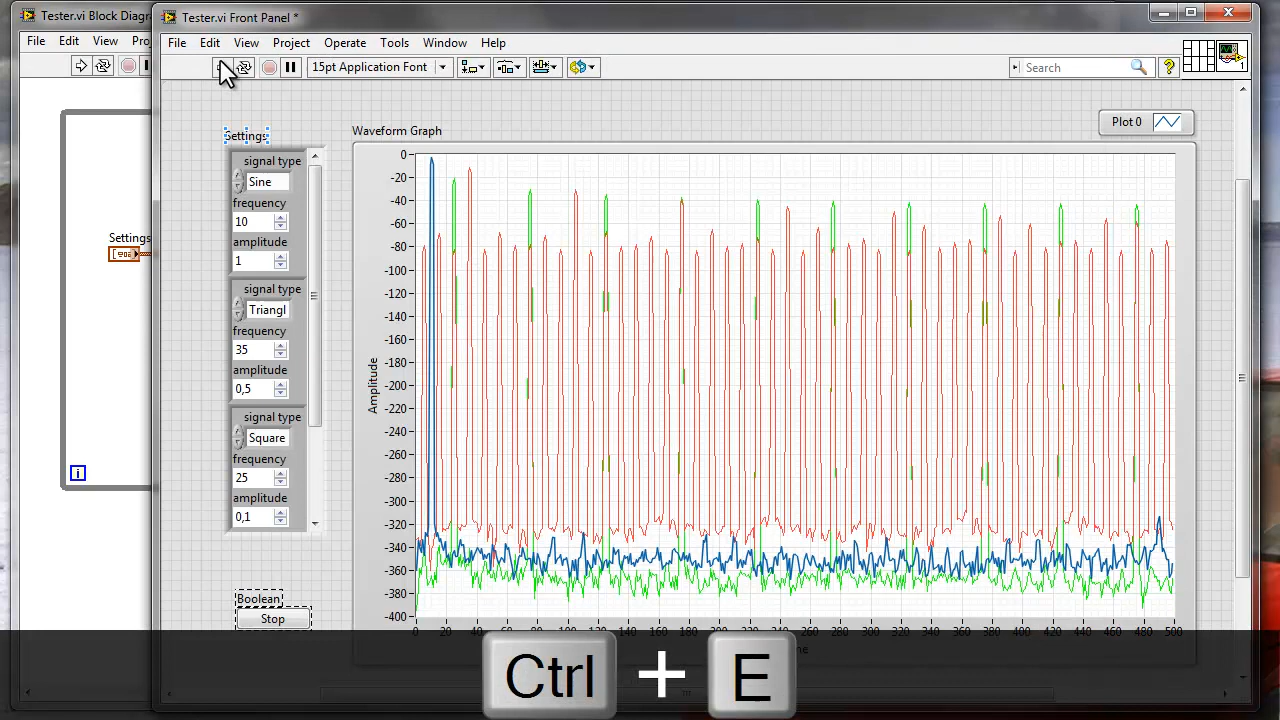 Tester.vi Block Diagra
Tester.vi Front Panel *
File Edit View Proj
File Edit View Project Operate Tools Window Help
15pt Application Font
Search
?
1
Settings
Waveform Graph
Plot 0
signal type
Sine
frequency
10
amplitude
1
signal type
Triangl
frequency
35
amplitude
0,5
signal type
Square
frequency
25
amplitude
0,1
Settings
i
Boolean
Stop
Amplitude
0
-20
-40
-60
-80
-100
-120
-140
-160
-180
-200
-220
-240
-260
-280
-300
-320
-340
-360
-380
-400
0 20 40 60 80 100 120 140 160 180 200 220 240 260 280 300 320 340 360 380 400 420 440 460 480 500
Ctrl + E